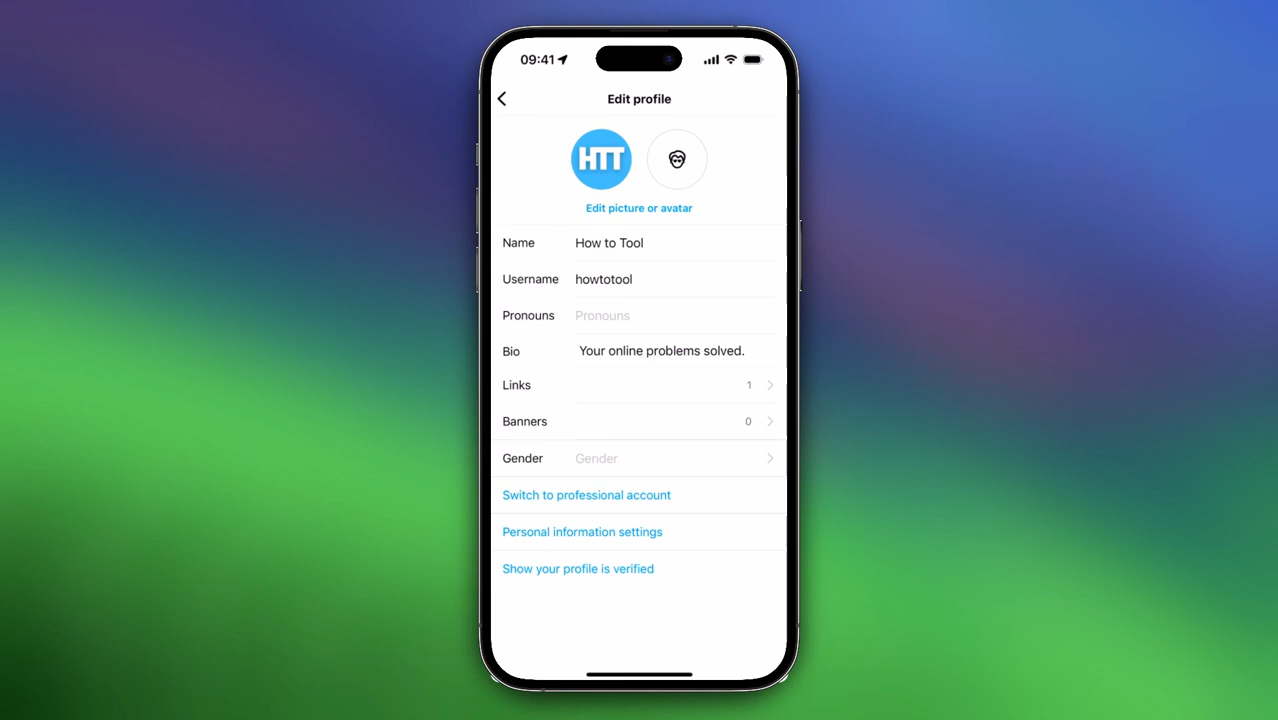 09:41
Edit profile
HTT
Edit picture or avatar
Name How to Tool
Username howtotool
Pronouns Pronouns
Bio Your online problems solved.
Links 1
Banners 0
Gender Gender
Switch to professional account
Personal information settings
Show your profile is verified